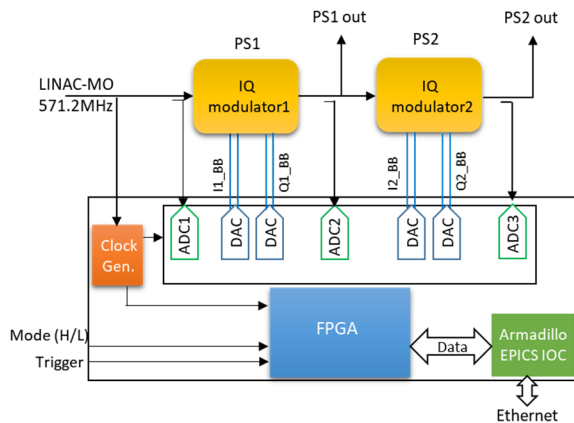 PS1 out
PS2 out
PS1
PS2
LINAC-MO
571.2MHz
IQ
modulator1
IQ
modulator2
I1_BB
Q1_BB
I2_BB
Q2_BB
ADC1
DAC
DAC
ADC2
DAC
DAC
ADC3
Clock
Gen.
FPGA
Mode (H/L)
Trigger
Data
Armadillo
EPICS IOC
Ethernet